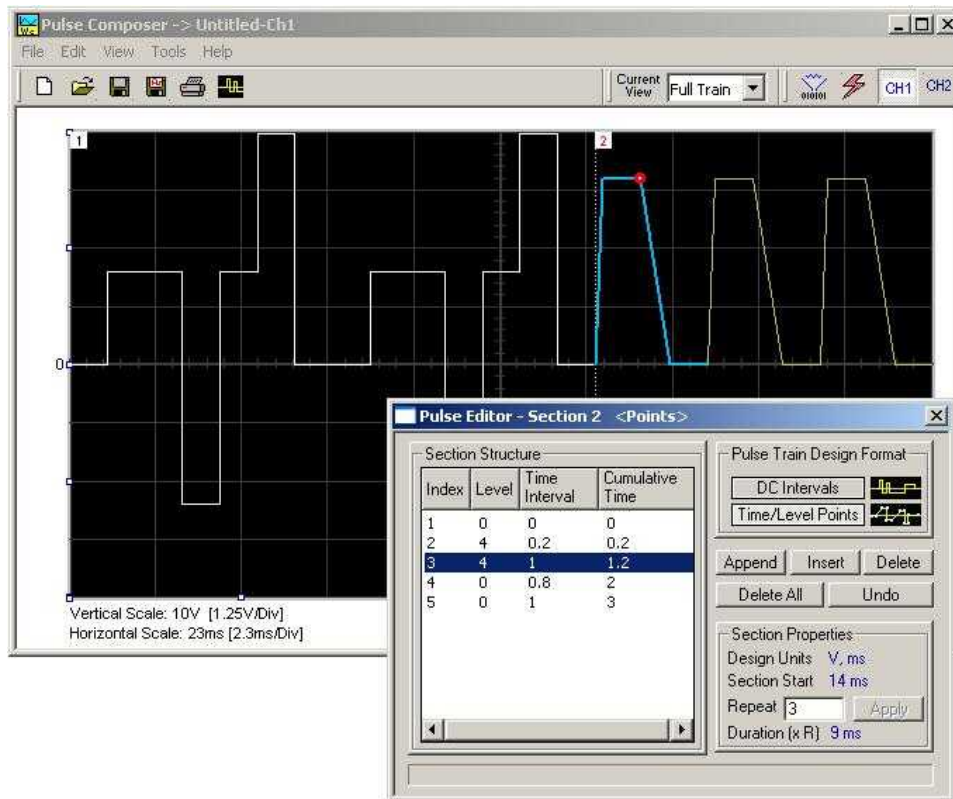 Pulse Composer -> Untitled-Ch1
File Edit View Tools Help
Current View Full Train
CH1 CH2
1
2
0
Vertical Scale: 10V [1.25V/Div]
Horizontal Scale: 23ms [2.3ms/Div]
Pulse Editor - Section 2 <Points>
Section Structure
Index Level Time Interval Cumulative Time
1 0 0 0
2 4 0.2 0.2
3 4 1 1.2
4 0 0.8 2
5 0 1 3
Pulse Train Design Format
DC Intervals
Time/Level Points
Append Insert Delete
Delete All Undo
Section Properties
Design Units V, ms
Section Start 14 ms
Repeat 3 Apply
Duration (x R) 9 ms